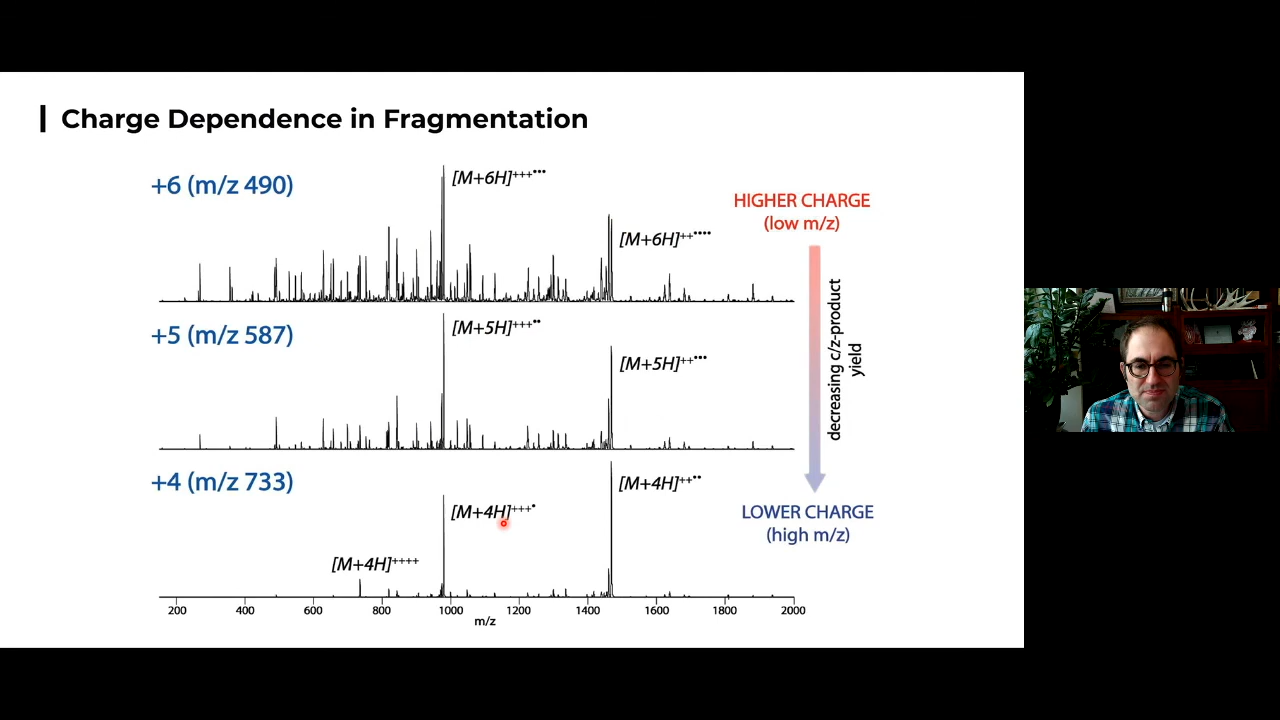 Charge Dependence in Fragmentation
+6 (m/z 490)
[M+6H]⁺⁺⁺•••
[M+6H]⁺⁺••••
HIGHER CHARGE
(low m/z)
+5 (m/z 587)
[M+5H]⁺⁺⁺••
[M+5H]⁺⁺•••
decreasing c/z-product
yield
+4 (m/z 733)
[M+4H]⁺⁺⁺⁺
[M+4H]⁺⁺⁺•
[M+4H]⁺⁺••
LOWER CHARGE
(high m/z)
200 400 600 800 1000 1200 1400 1600 1800 2000
m/z